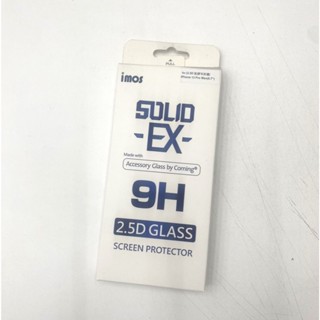 imos
SOLID
-EX-
Made with
Accessory Glass by Corning®
9H
2.5D GLASS
SCREEN PROTECTOR